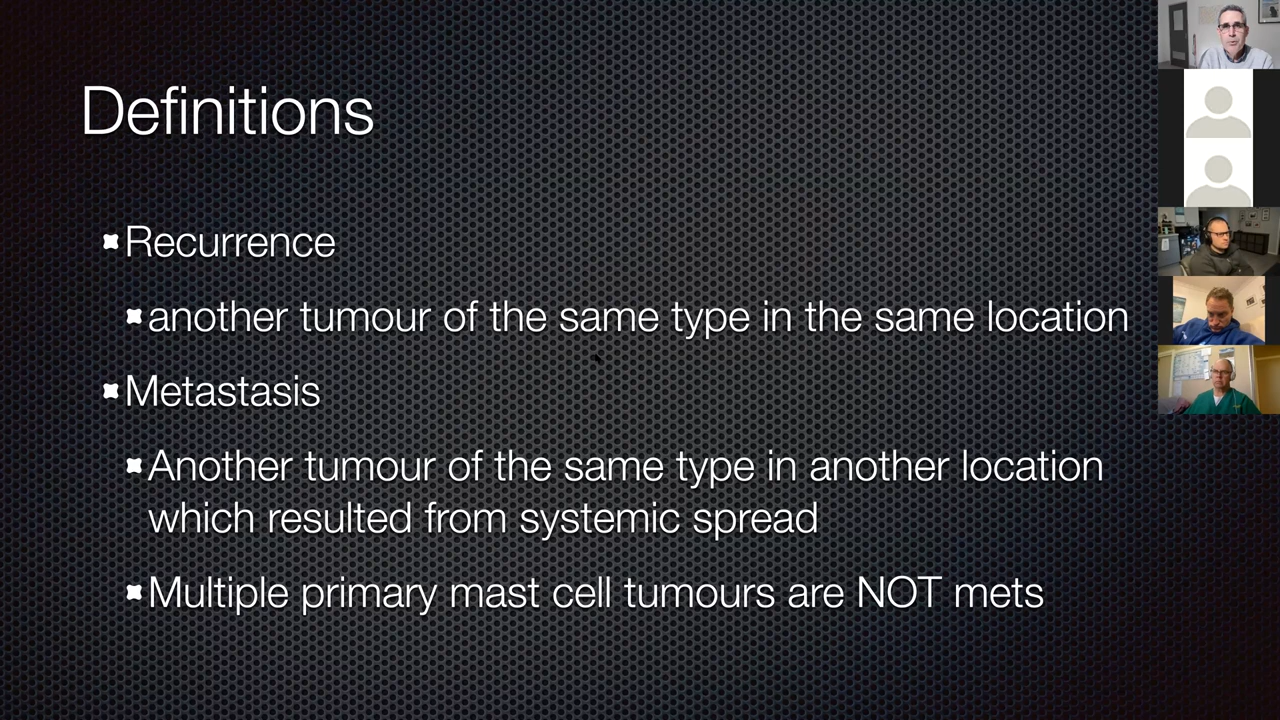 Definitions
Recurrence
another tumour of the same type in the same location
Metastasis
Another tumour of the same type in another location
which resulted from systemic spread
Multiple primary mast cell tumours are NOT mets